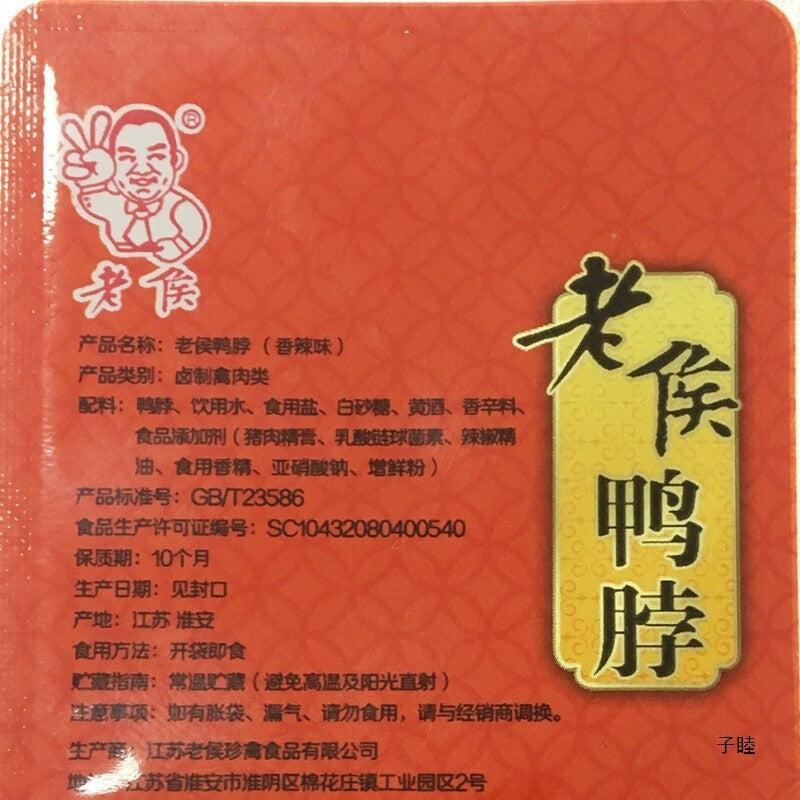 ®
老侯
产品名称：老侯鸭脖（香辣味）
产品类别：卤制禽肉类
配料：鸭脖、饮用水、食用盐、白砂糖、黄酒、香辛料、
食品添加剂（猪肉精膏、乳酸链球菌素、辣椒精
油、食用香精、亚硝酸钠、增鲜粉）
产品标准号：GB/T23586
食品生产许可证编号：SC10432080400540
保质期：10个月
生产日期：见封口
产地：江苏 淮安
食用方法：开袋即食
贮藏指南：常温贮藏（避免高温及阳光直射）
注意事项：如有胀袋、漏气、请勿食用，请与经销商调换。
生产商：江苏老侯珍禽食品有限公司
地址：江苏省淮安市淮阴区棉花庄镇工业园区2号
老侯鸭脖
子睦